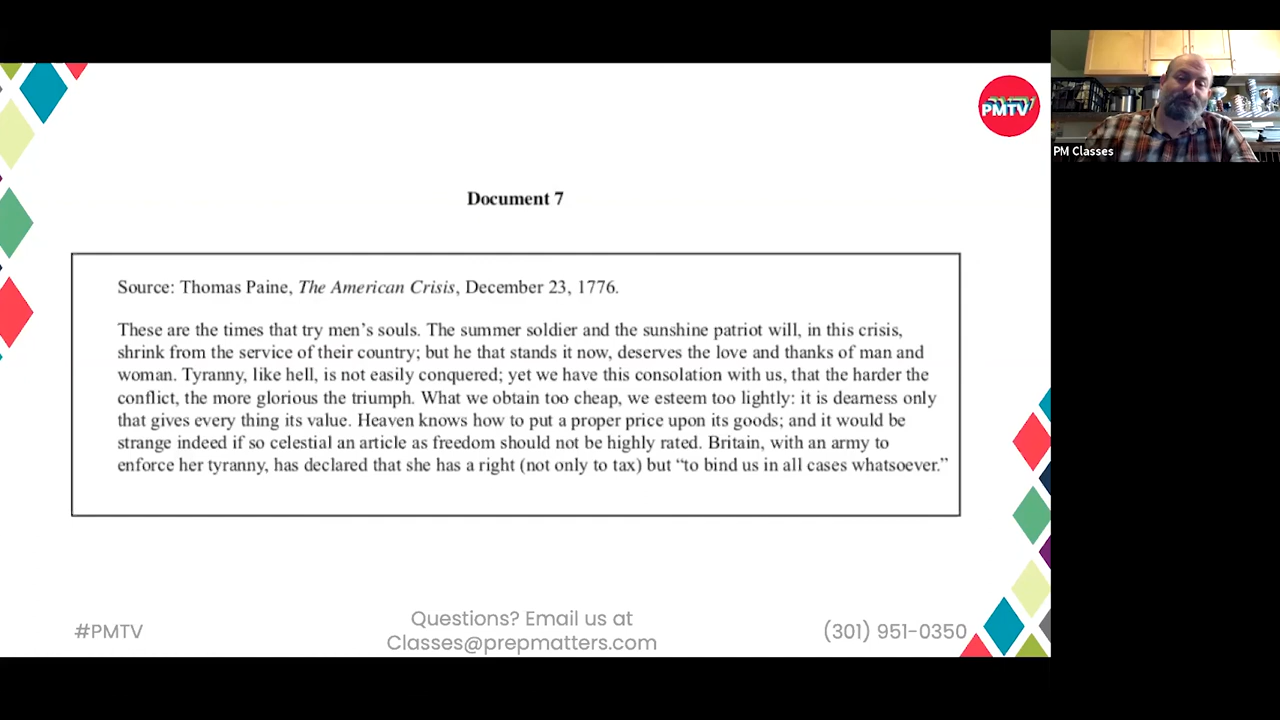 PMTV
PM Classes
Document 7
Source: Thomas Paine, The American Crisis, December 23, 1776.
These are the times that try men's souls. The summer soldier and the sunshine patriot will, in this crisis,
shrink from the service of their country; but he that stands it now, deserves the love and thanks of man and
woman. Tyranny, like hell, is not easily conquered; yet we have this consolation with us, that the harder the
conflict, the more glorious the triumph. What we obtain too cheap, we esteem too lightly: it is dearness only
that gives every thing its value. Heaven knows how to put a proper price upon its goods; and it would be
strange indeed if so celestial an article as freedom should not be highly rated. Britain, with an army to
enforce her tyranny, has declared that she has a right (not only to tax) but “to bind us in all cases whatsoever.”
#PMTV
Questions? Email us at
Classes@prepmatters.com
(301) 951-0350